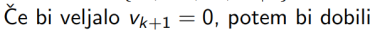 Če bi veljalo $v_{k+1} = 0$, potem bi dobili